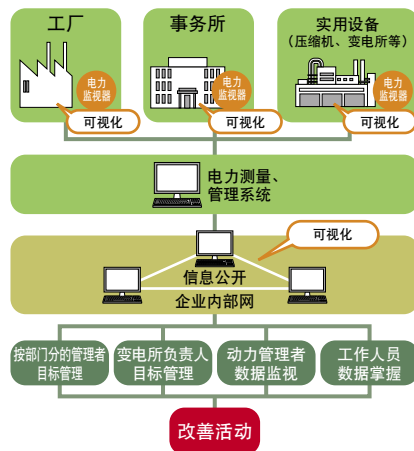 工厂
事务所
实用设备
（压缩机、变电所等）
电力
监视器
可视化
电力
监视器
可视化
电力
监视器
可视化
电力测量、
管理系统
可视化
信息公开
企业内部网
按部门分的管理者
目标管理
变电所负责人
目标管理
动力管理者
数据监视
工作人员
数据掌握
改善活动